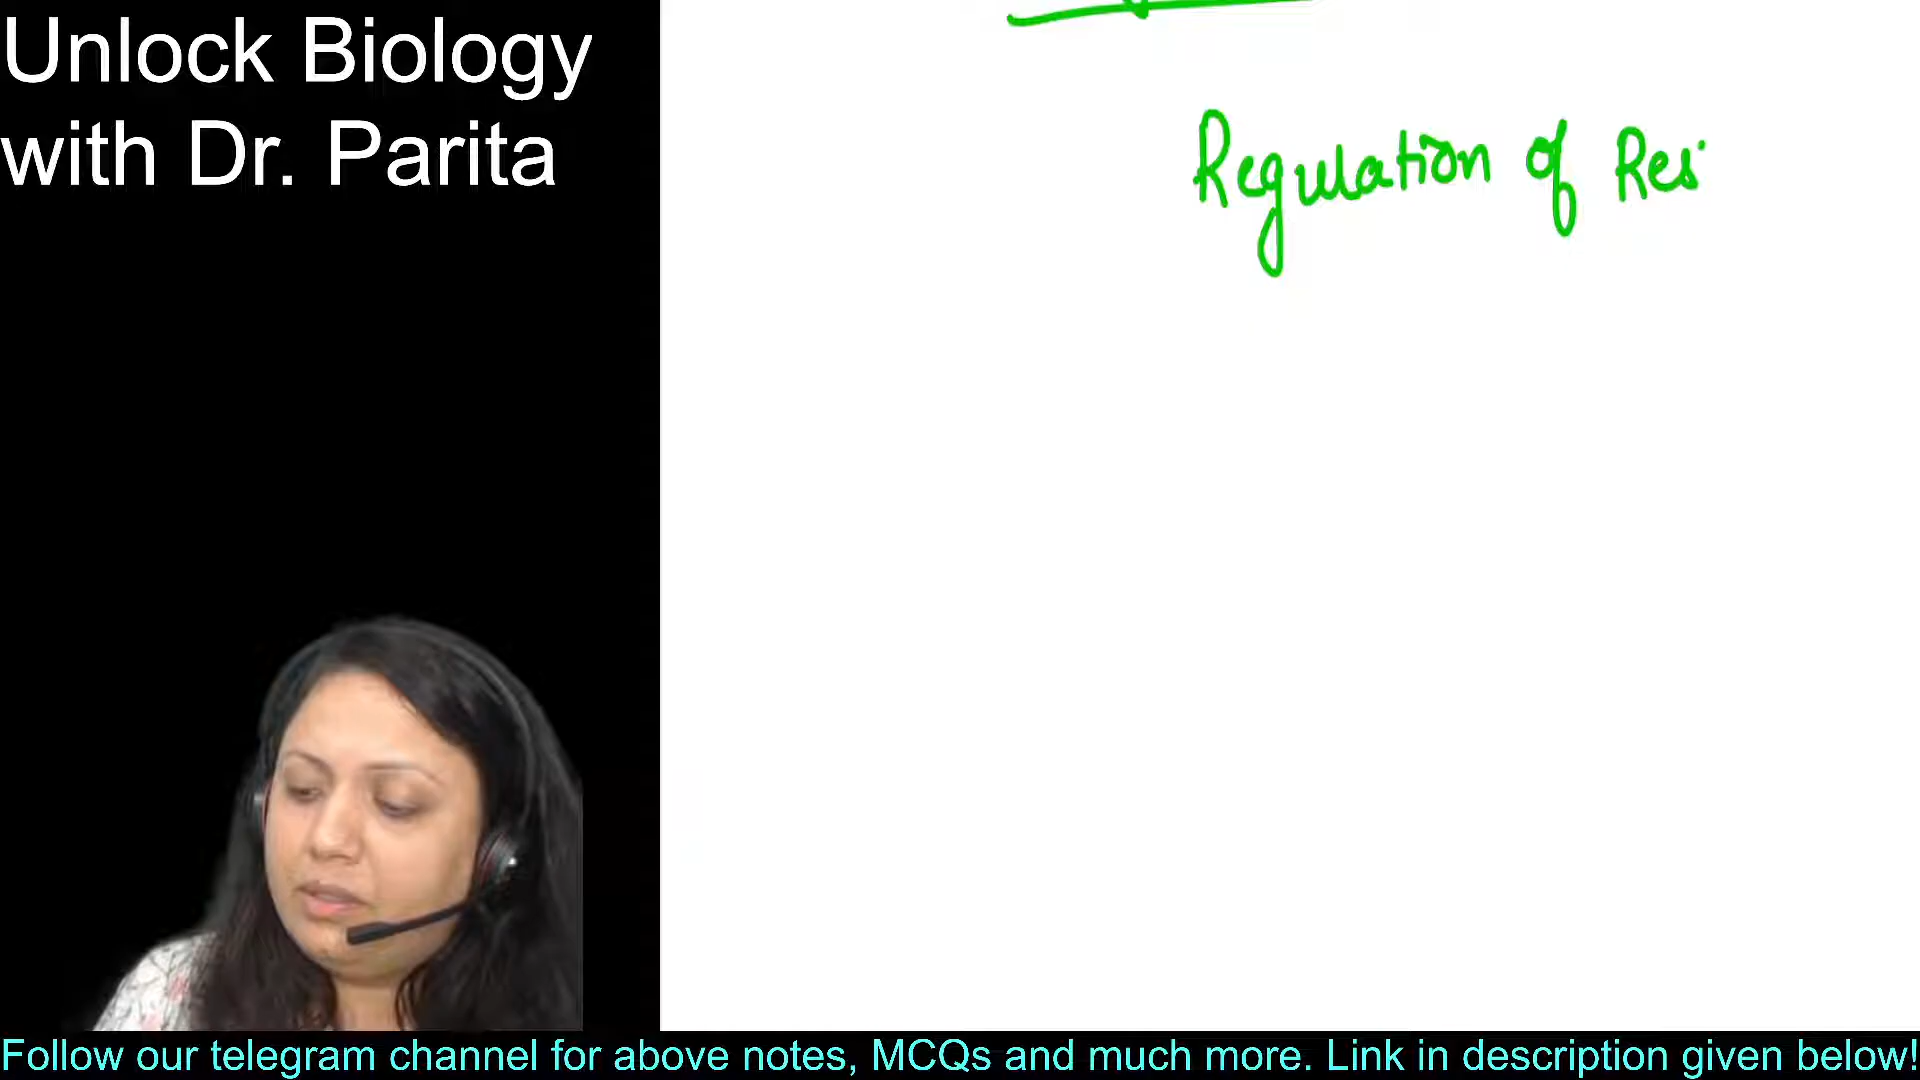 Unlock Biology
with Dr. Parita
Regulation of Res
Follow our telegram channel for above notes, MCQs and much more. Link in description given below!